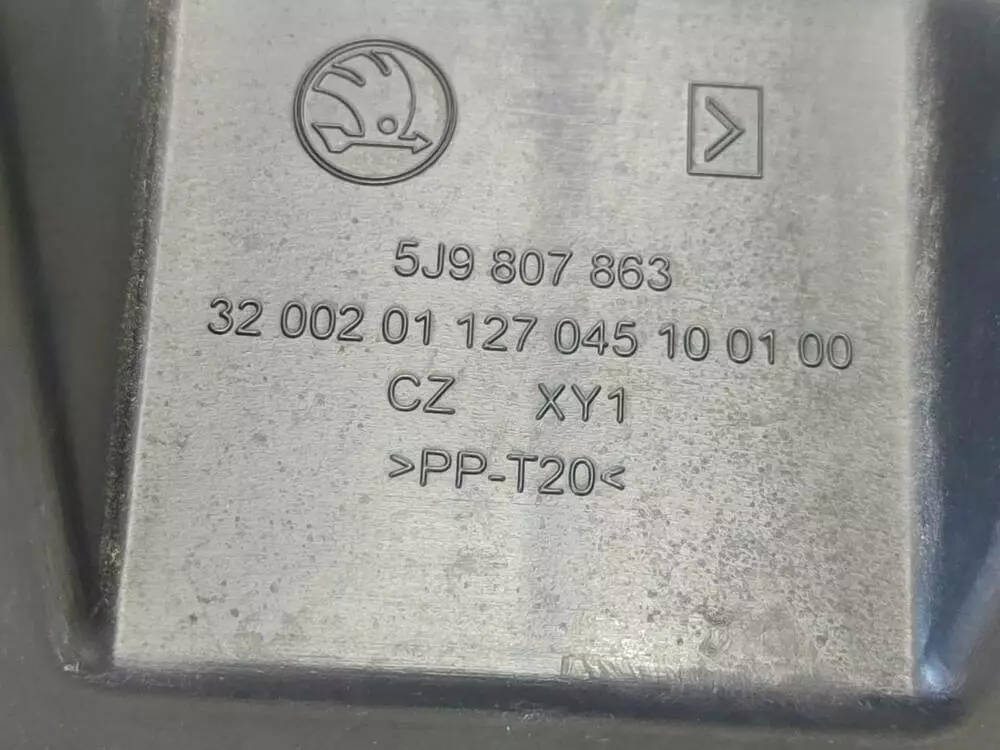 5J9 807 863
32 002 01 127 045 10 01 00
CZ XY1
>PP-T20<